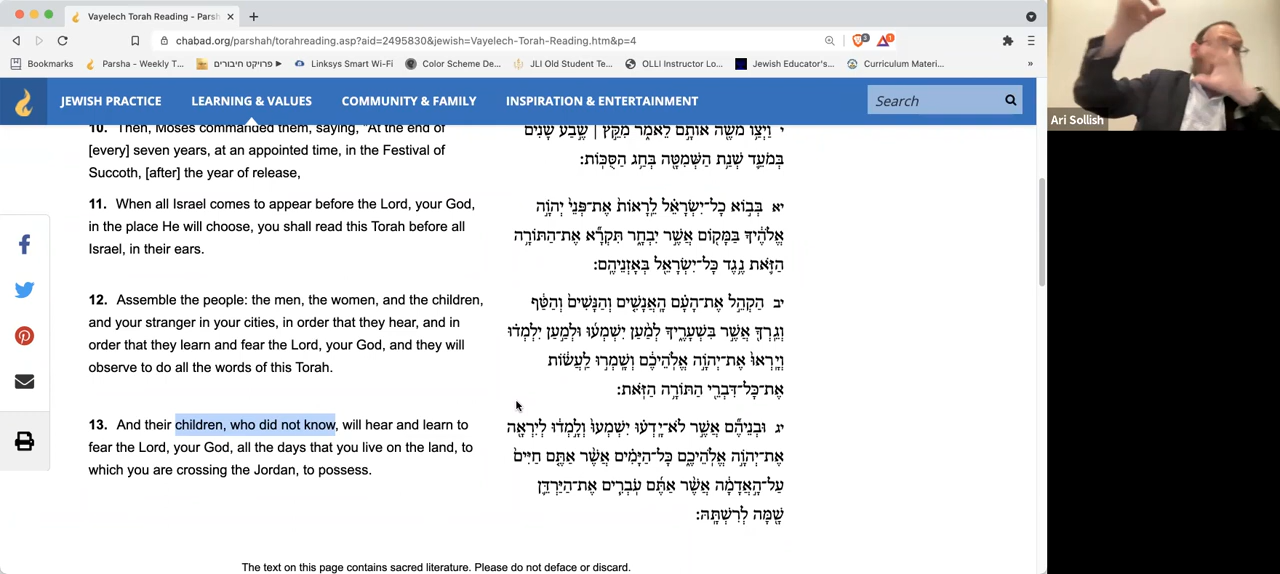 Vayelech Torah Reading - Parsh
chabad.org/parshah/torahreading.asp?aid=2495830&jewish=Vayelech-Torah-Reading.htm&p=4
3
1
Bookmarks
Parsha - Weekly T...
פרויקט חיבורים
Linksys Smart Wi-Fi
Color Scheme De...
JLI Old Student Te...
OLLI Instructor Lo...
Jewish Educator's...
Curriculum Materi...
»
JEWISH PRACTICE
LEARNING & VALUES
COMMUNITY & FAMILY
INSPIRATION & ENTERTAINMENT
Search
Ari Sollish
10. Then, Moses commanded them, saying, "At the end of
[every] seven years, at an appointed time, in the Festival of
Succoth, [after] the year of release,
י וַיְצַ֥ו משֶׁ֖ה אוֹתָ֣ם לֵאמֹ֑ר מִקֵּ֣ץ | שֶׁ֣בַע שָׁנִ֗ים
בְּמֹעֵ֛ד שְׁנַ֥ת הַשְּׁמִטָּ֖ה בְּחַ֥ג הַסֻּכּֽוֹת:
11. When all Israel comes to appear before the Lord, your God,
in the place He will choose, you shall read this Torah before all
Israel, in their ears.
יא בְּב֣וֹא כָל־יִשְׂרָאֵ֗ל לֵֽרָאוֹת֙ אֶת־פְּנֵי֙ יְהֹוָ֣ה
אֱלֹהֶ֔יךָ בַּמָּק֖וֹם אֲשֶׁ֣ר יִבְחָ֑ר תִּקְרָ֞א אֶת־הַתּוֹרָ֥ה
הַזֹּ֛את נֶ֥גֶד כָּל־יִשְׂרָאֵ֖ל בְּאָזְנֵיהֶֽם:
12. Assemble the people: the men, the women, and the children,
and your stranger in your cities, in order that they hear, and in
order that they learn and fear the Lord, your God, and they will
observe to do all the words of this Torah.
יב הַקְהֵ֣ל אֶת־הָעָ֗ם הָֽאֲנָשִׁ֤ים וְהַנָּשִׁים֙ וְהַטַּ֔ף
וְגֵֽרְךָ֖ אֲשֶׁ֣ר בִּשְׁעָרֶ֑יךָ לְמַ֨עַן יִשְׁמְע֜וּ וּלְמַ֣עַן יִלְמְד֗וּ
וְיָֽרְאוּ֙ אֶת־יְהֹוָ֣ה אֱלֹֽהֵיכֶ֔ם וְשָֽׁמְר֣וּ לַֽעֲשׂ֔וֹת
אֶת־כָּל־דִּבְרֵ֖י הַתּוֹרָ֥ה הַזֹּֽאת:
13. And their children, who did not know, will hear and learn to
fear the Lord, your God, all the days that you live on the land, to
which you are crossing the Jordan, to possess.
יג וּבְנֵיהֶ֞ם אֲשֶׁ֣ר לֹא־יָֽדְע֗וּ יִשְׁמְעוּ֙ וְלָ֣מְד֔וּ לְיִרְאָ֖ה
אֶת־יְהֹוָ֣ה אֱלֹֽהֵיכֶ֑ם כָּל־הַיָּמִ֗ים אֲשֶׁ֨ר אַתֶּ֤ם חַיִּים֙
עַל־הָ֣אֲדָמָ֔ה אֲשֶׁ֨ר אַתֶּ֜ם עֹֽבְרִ֧ים אֶת־הַיַּרְדֵּ֛ן
שָׁ֖מָּה לְרִשְׁתָּֽהּ:
The text on this page contains sacred literature. Please do not deface or discard.